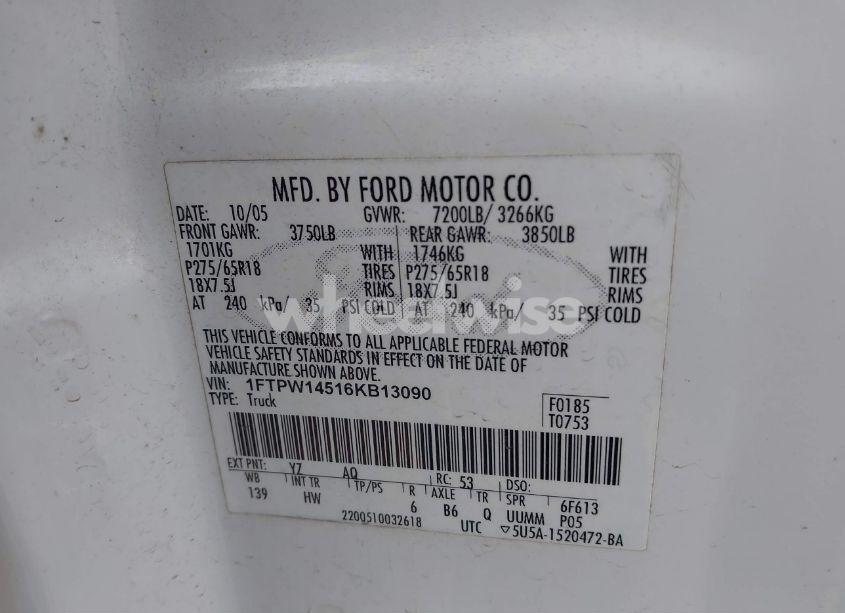 MFD. BY FORD MOTOR CO.
DATE: 10/05 GVWR: 7200LB/ 3266KG
FRONT GAWR: 3750LB REAR GAWR: 3850LB
1701KG WITH 1746KG WITH
P275/65R18 TIRES P275/65R18 TIRES
18X7.5J RIMS 18X7.5J RIMS
AT 240 kPa/ 35 PSI COLD AT 240 kPa/ 35 PSI COLD
wheelwise
THIS VEHICLE CONFORMS TO ALL APPLICABLE FEDERAL MOTOR
VEHICLE SAFETY STANDARDS IN EFFECT ON THE DATE OF
MANUFACTURE SHOWN ABOVE.
VIN: 1FTPW14516KB13090
TYPE: Truck
F0185
T0753
EXT PNT: YZ AQ RC: 53 DSO:
WB INT TR TP/PS R AXLE TR SPR 6F613
139 HW 6 B6 Q UUMM P05
2200510032618 UTC ▽5U5A-1520472-BA